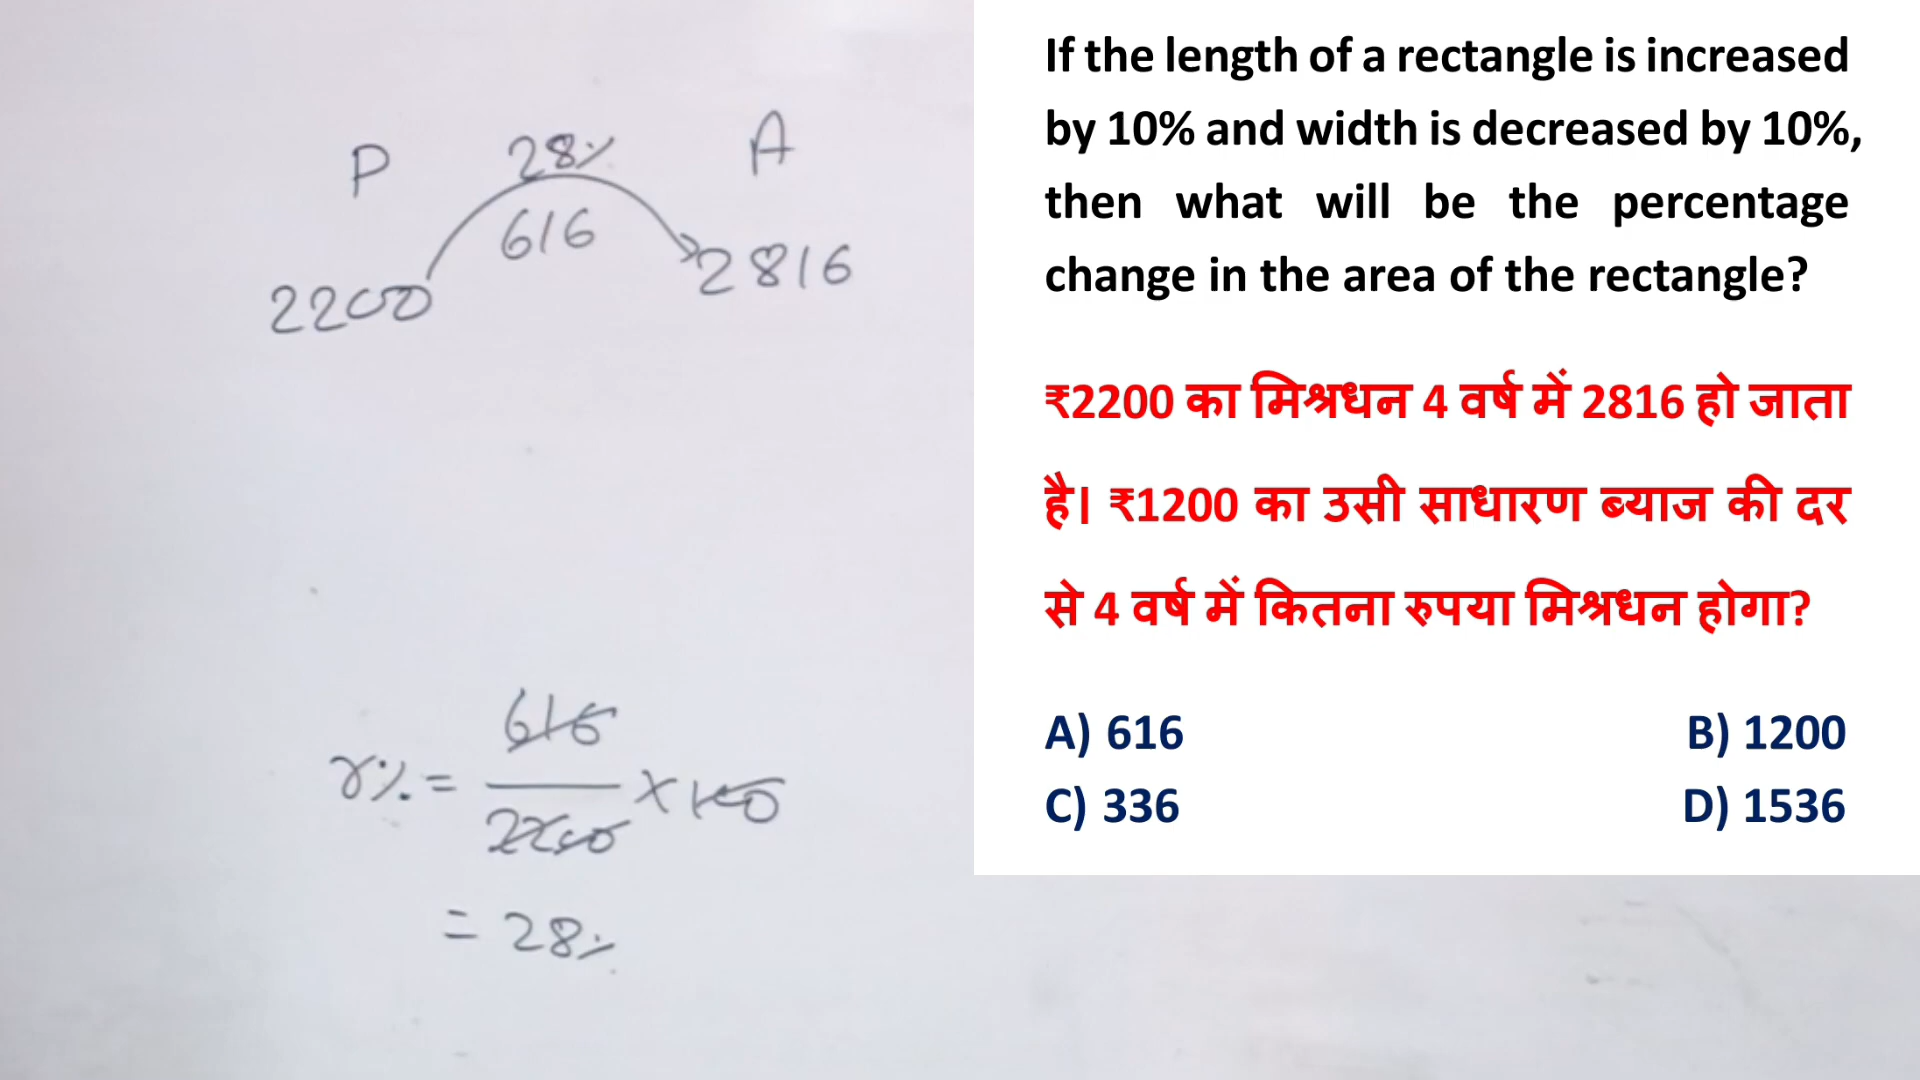 P 28% A
616
2200 2816
r% = 616/2200 × 100
= 28%
If the length of a rectangle is increased
by 10% and width is decreased by 10%,
then what will be the percentage
change in the area of the rectangle?
₹2200 का मिश्रधन 4 वर्ष में 2816 हो जाता
है। ₹1200 का उसी साधारण ब्याज की दर
से 4 वर्ष में कितना रुपया मिश्रधन होगा?
A) 616 B) 1200
C) 336 D) 1536